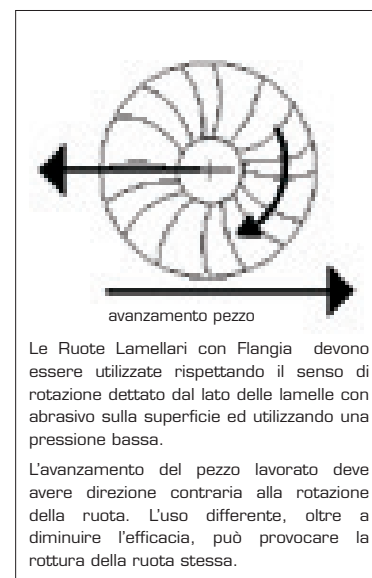 avanzamento pezzo
Le Ruote Lamellari con Flangia devono
essere utilizzate rispettando il senso di
rotazione dettato dal lato delle lamelle con
abrasivo sulla superficie ed utilizzando una
pressione bassa.
L'avanzamento del pezzo lavorato deve
avere direzione contraria alla rotazione
della ruota. L'uso differente, oltre a
diminuire l'efficacia, può provocare la
rottura della ruota stessa.